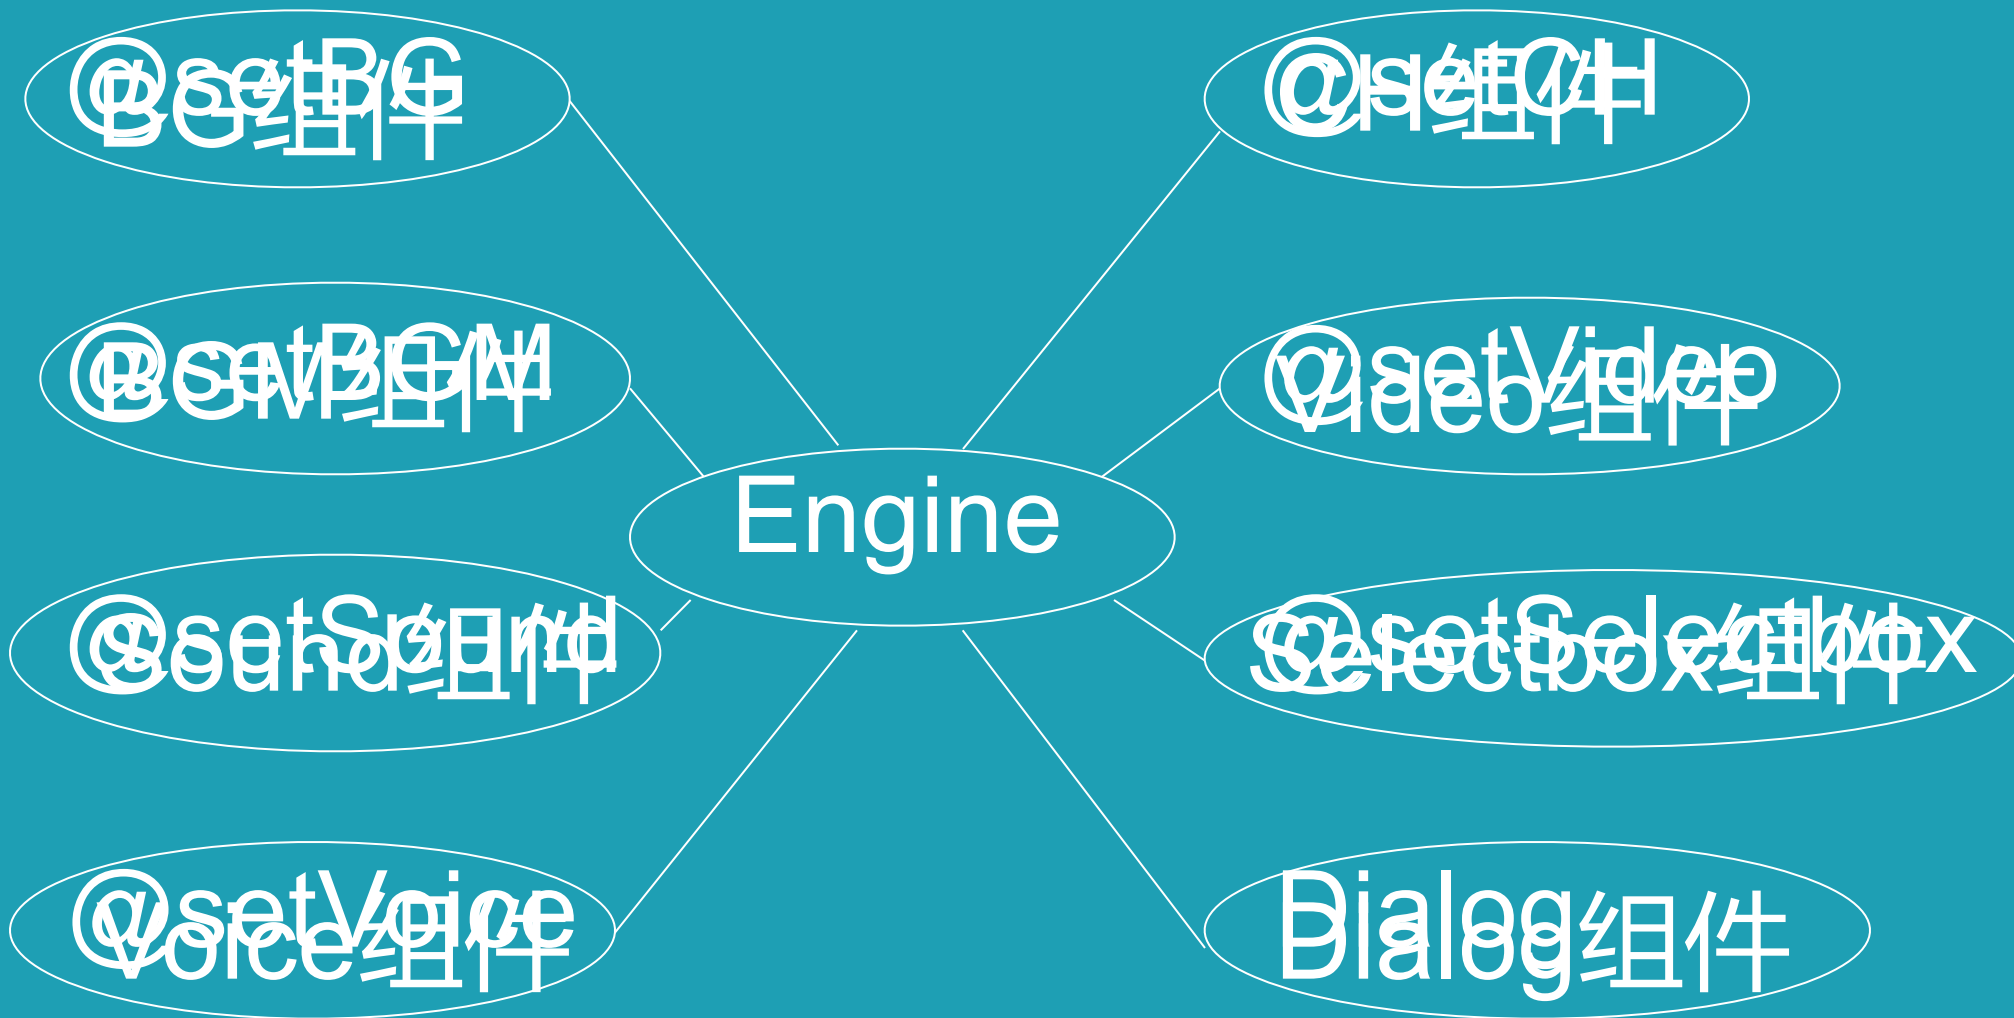 @setBG
BG组件
@setCH
CH组件
@setBGM
BGM组件
@setVideo
Video组件
Engine
@setSound
Sound组件
@setSelectbox
Selectbox组件
@setVoice
Voice组件
Dialog
Dialog组件